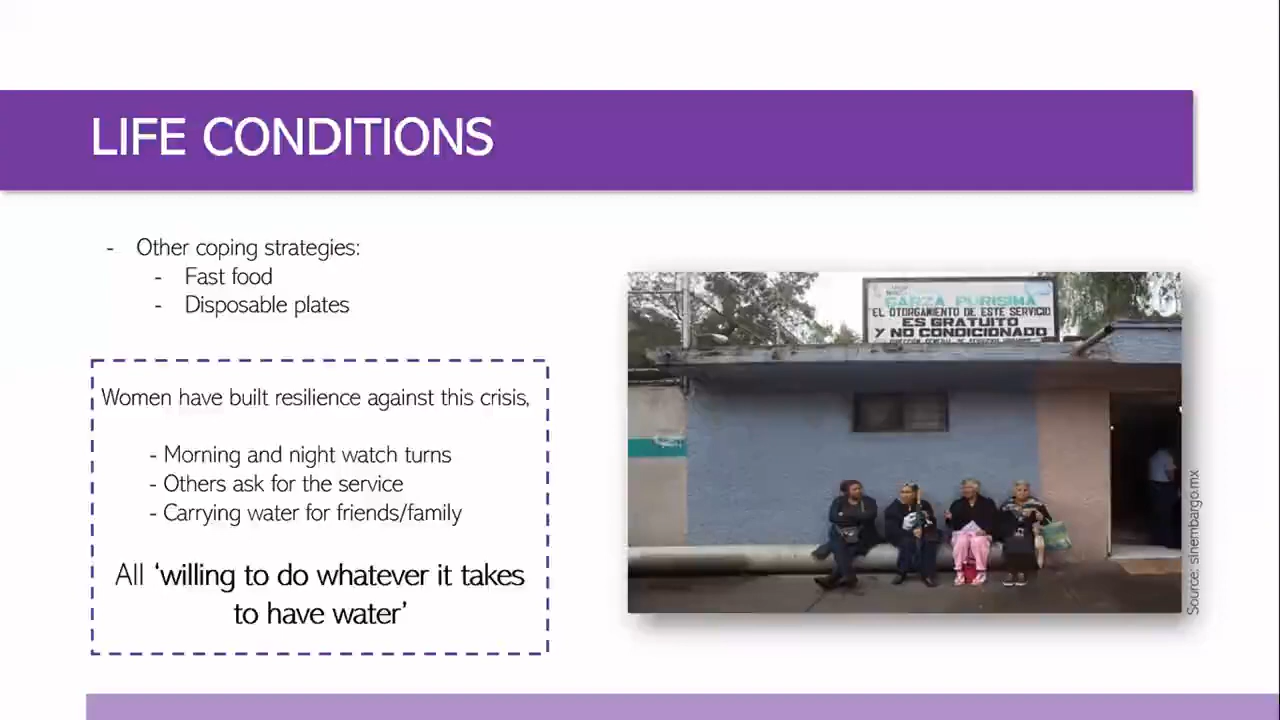 LIFE CONDITIONS
- Other coping strategies:
- Fast food
- Disposable plates
Women have built resilience against this crisis,
- Morning and night watch turns
- Others ask for the service
- Carrying water for friends/family
All ‘willing to do whatever it takes
to have water’
GARZA PURISIMA
EL OTORGAMIENTO DE ESTE SERVICIO
ES GRATUITO
Y NO CONDICIONADO
Source: sinembargo.mx